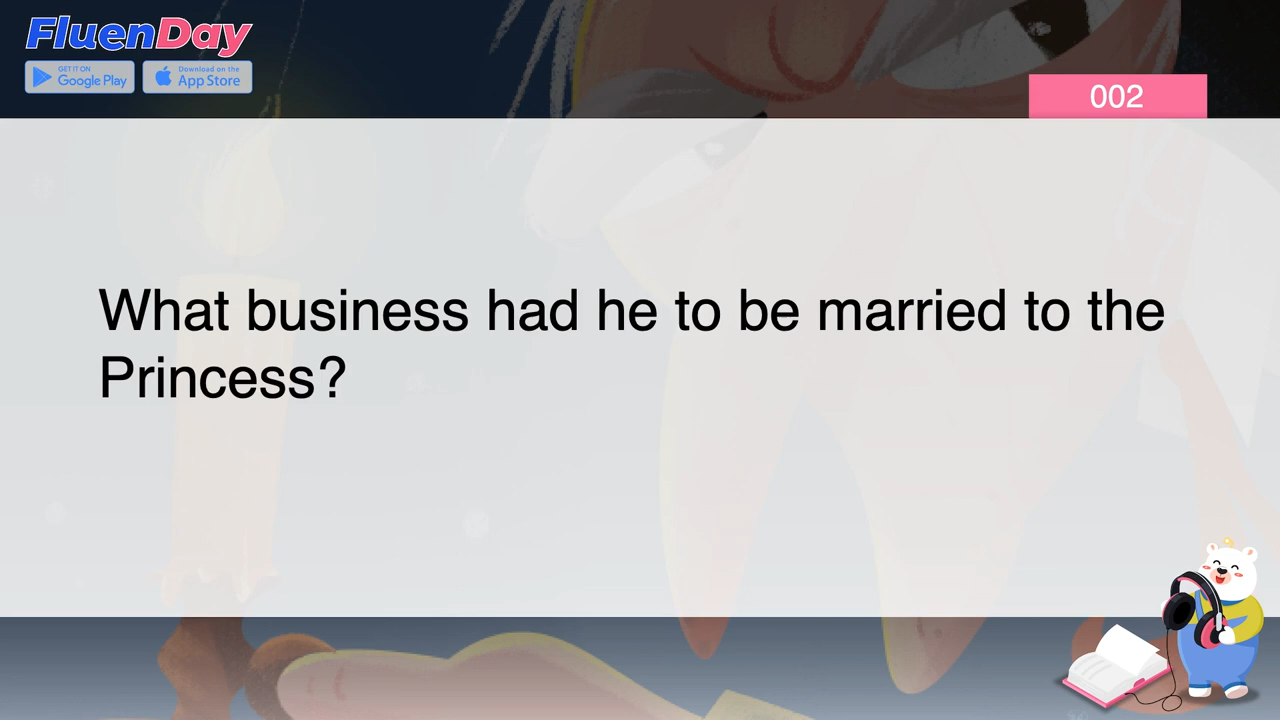 FluenDay
GET IT ON
Google Play
Download on the
App Store
002
What business had he to be married to the
Princess?